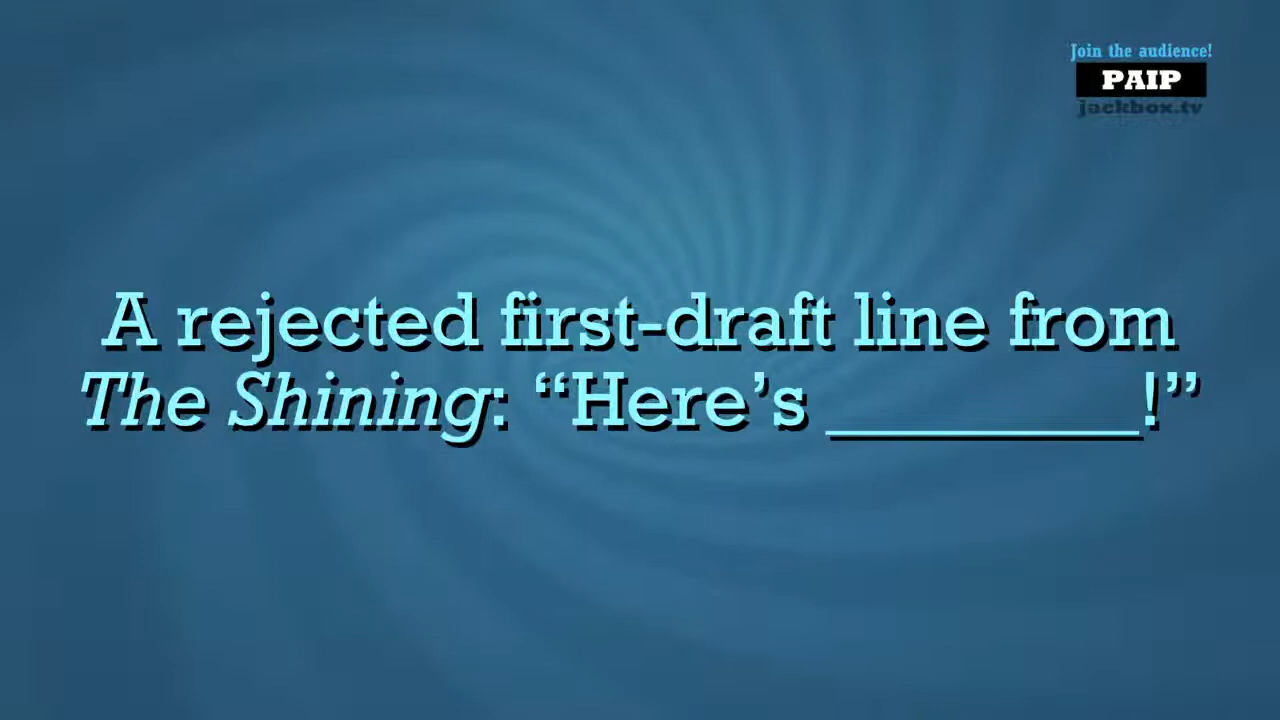 Join the audience!
PAIP
jackbox.tv
A rejected first-draft line from
The Shining: “Here’s ________!”